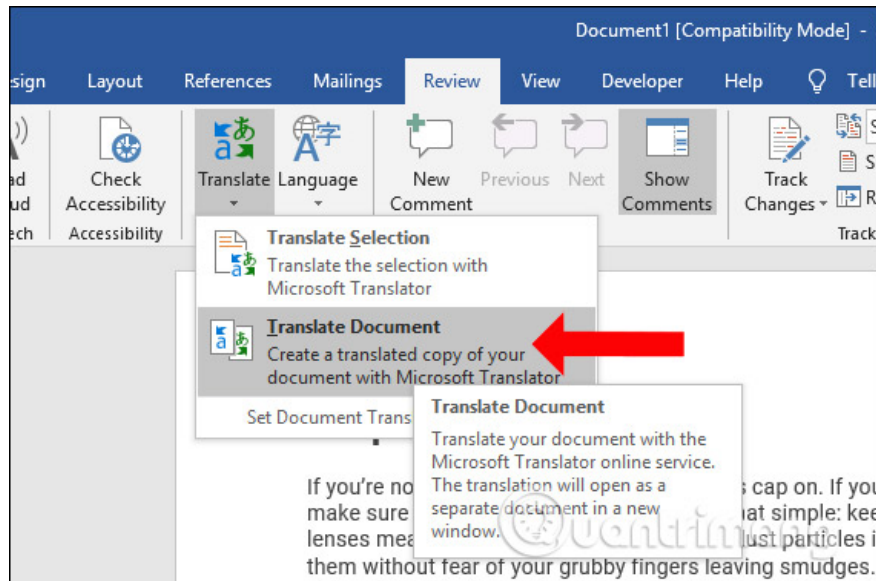 Document1 [Compatibility Mode] -
sign Layout References Mailings Review View Developer Help Tell
Check Accessibility
Translate
Language
New Comment
Previous
Next
Show Comments
Track Changes
S
S
R
ad
ud
ech
Accessibility
Track
Translate Selection
Translate the selection with
Microsoft Translator
Translate Document
Create a translated copy of your
document with Microsoft Translator
Set Document Trans
Translate Document
Translate your document with the
Microsoft Translator online service.
The translation will open as a
separate document in a new
window.
If you're no s cap on. If you
make sure hat simple: kee
lenses mea lust particles i
them without fear of your grubby fingers leaving smudges.
Quantrimang